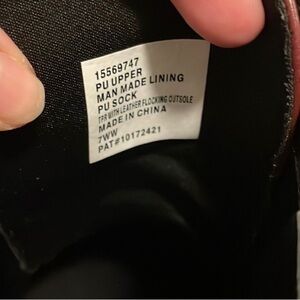 15569747
PU UPPER
MAN MADE LINING
PU SOCK
TPR WITH LEATHER FLOCKING OUTSOLE
MADE IN CHINA
7WW
PAT#10172421